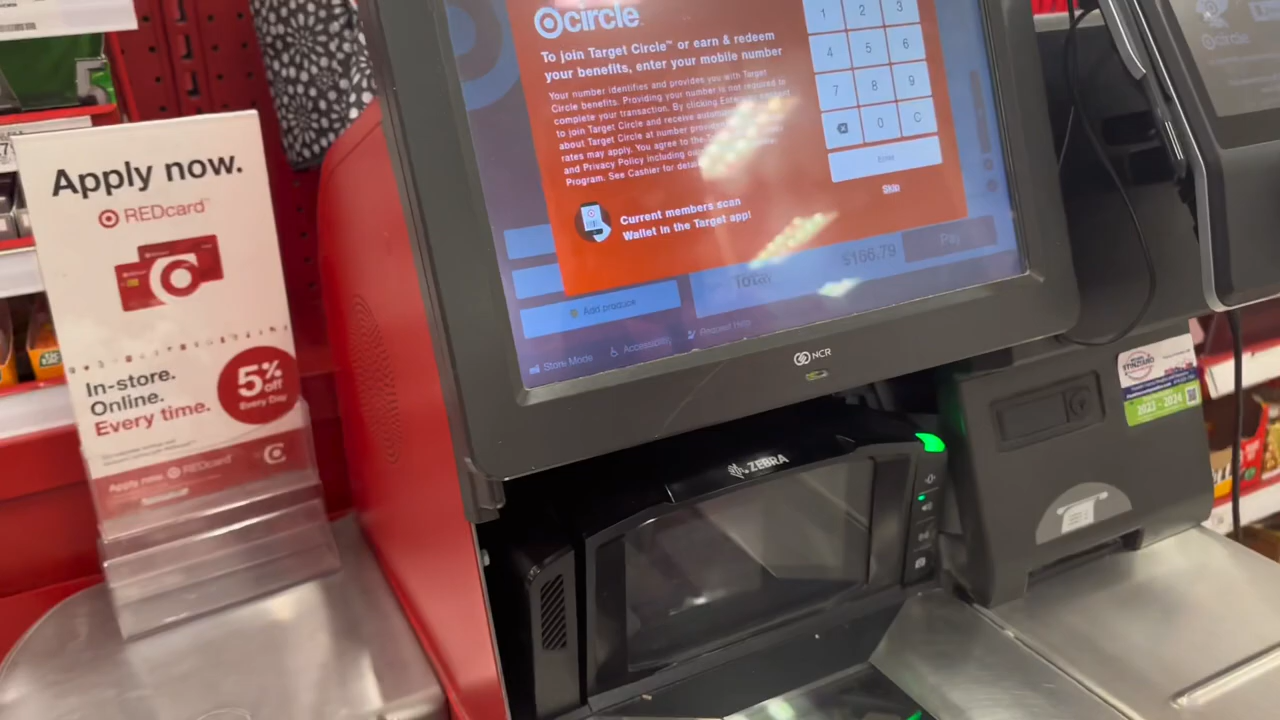 Apply now.
REDcard
In-store.
Online.
Every time.
5%
off
Every Day
Apply now
REDcard
circle
To join Target Circle™ or earn & redeem
your benefits, enter your mobile number
Your number identifies and provides you with Target
Circle benefits. Providing your number is not required to
complete your transaction. By clicking
to join Target Circle and receive
about Target Circle at number
rates may apply. You agree to the
and Privacy Policy including
Program. See Cashier for
Current members scan
Wallet in the Target app!
1 2 3
4 5 6
7 8 9
0 C
Enter
Skip
$166.79
Pay
Total
Add produce
Store Mode
Accessibility
Request Help
NCR
ZEBRA
2023 - 2024
circle